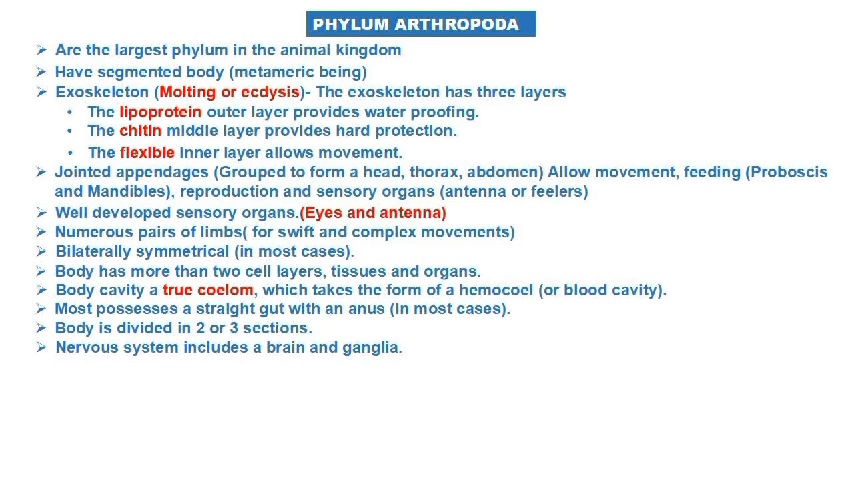 PHYLUM ARTHROPODA
➢ Are the largest phylum in the animal kingdom
➢ Have segmented body (metameric being)
➢ Exoskeleton (Molting or ecdysis)- The exoskeleton has three layers
• The lipoprotein outer layer provides water proofing.
• The chitin middle layer provides hard protection.
• The flexible inner layer allows movement.
➢ Jointed appendages (Grouped to form a head, thorax, abdomen) Allow movement, feeding (Proboscis
and Mandibles), reproduction and sensory organs (antenna or feelers)
➢ Well developed sensory organs.(Eyes and antenna)
➢ Numerous pairs of limbs( for swift and complex movements)
➢ Bilaterally symmetrical (in most cases).
➢ Body has more than two cell layers, tissues and organs.
➢ Body cavity a true coelom, which takes the form of a hemocoel (or blood cavity).
➢ Most possesses a straight gut with an anus (in most cases).
➢ Body is divided in 2 or 3 sections.
➢ Nervous system includes a brain and ganglia.